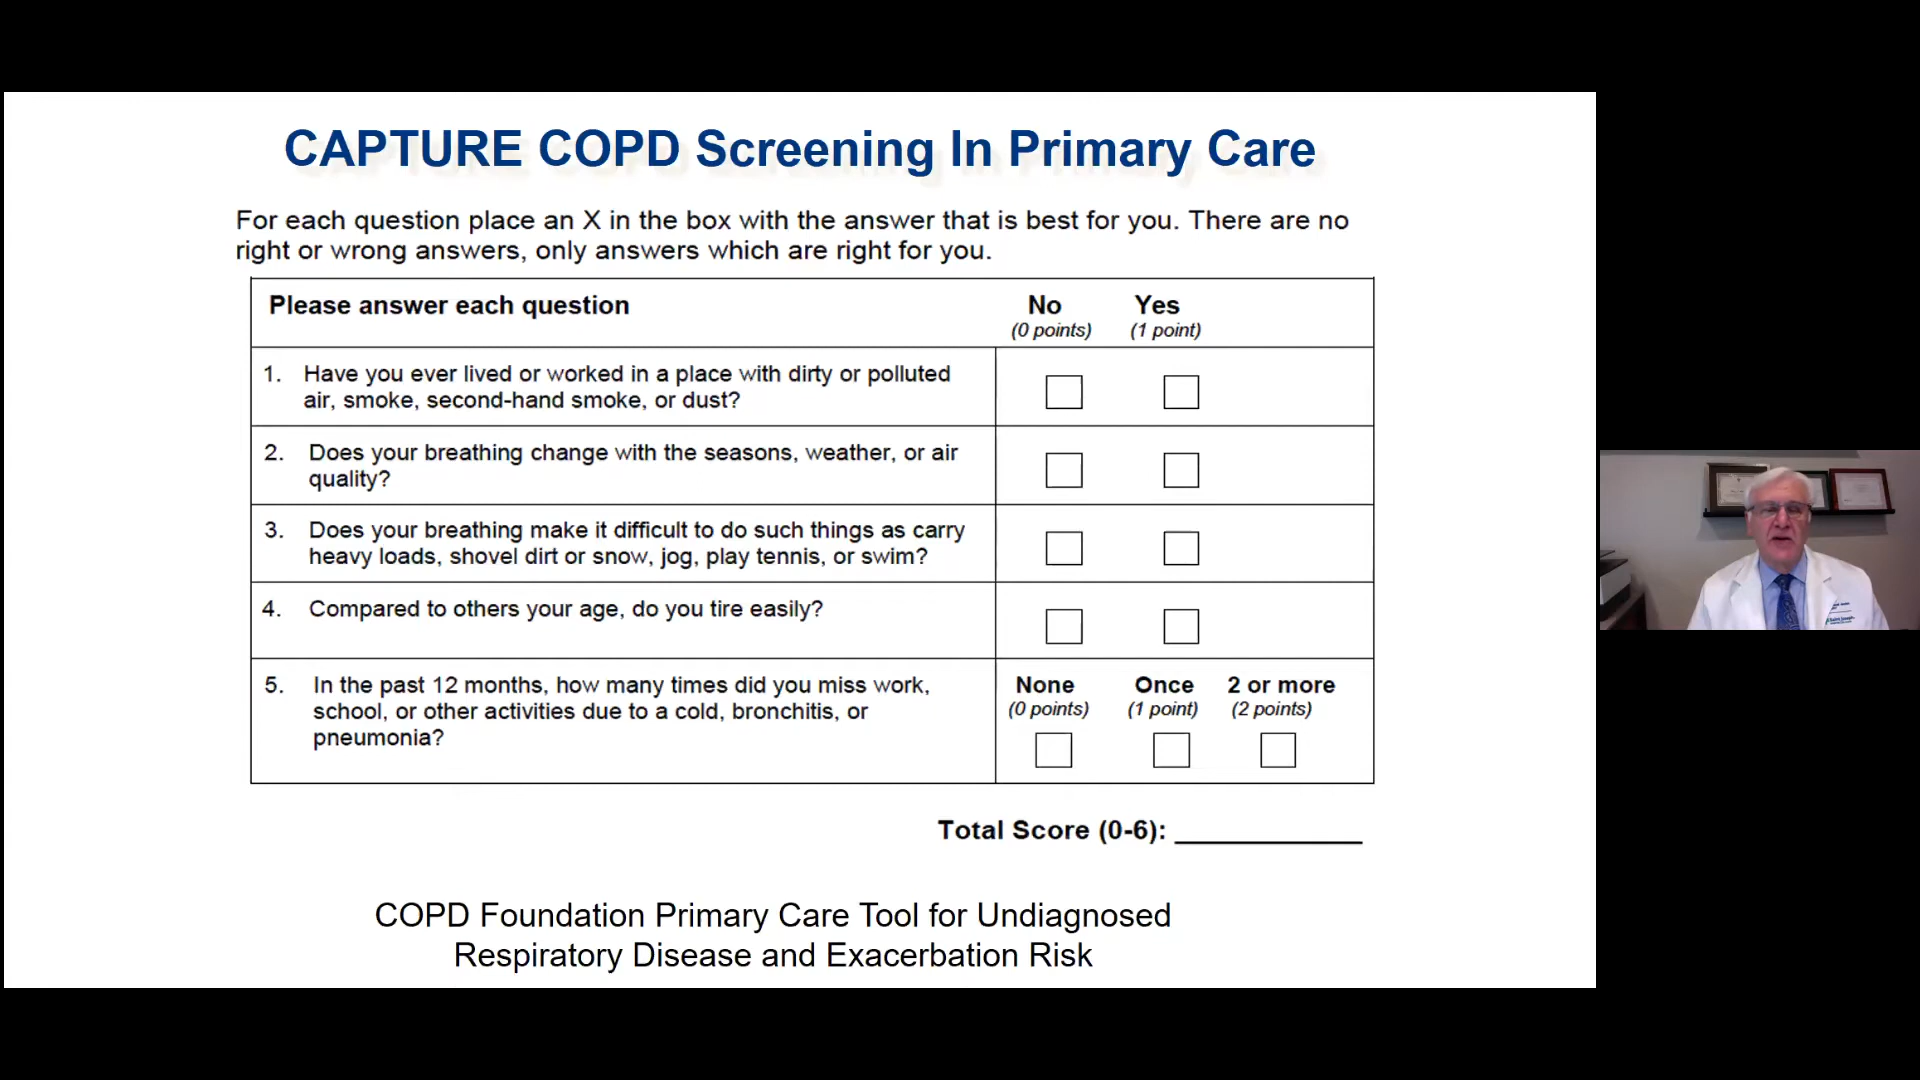 CAPTURE COPD Screening In Primary Care
For each question place an X in the box with the answer that is best for you. There are no
right or wrong answers, only answers which are right for you.
Please answer each question
No
Yes
(0 points)
(1 point)
1. Have you ever lived or worked in a place with dirty or polluted
air, smoke, second-hand smoke, or dust?
2. Does your breathing change with the seasons, weather, or air
quality?
3. Does your breathing make it difficult to do such things as carry
heavy loads, shovel dirt or snow, jog, play tennis, or swim?
4. Compared to others your age, do you tire easily?
5. In the past 12 months, how many times did you miss work,
school, or other activities due to a cold, bronchitis, or
pneumonia?
None
Once
2 or more
(0 points)
(1 point)
(2 points)
Total Score (0-6):
COPD Foundation Primary Care Tool for Undiagnosed
Respiratory Disease and Exacerbation Risk